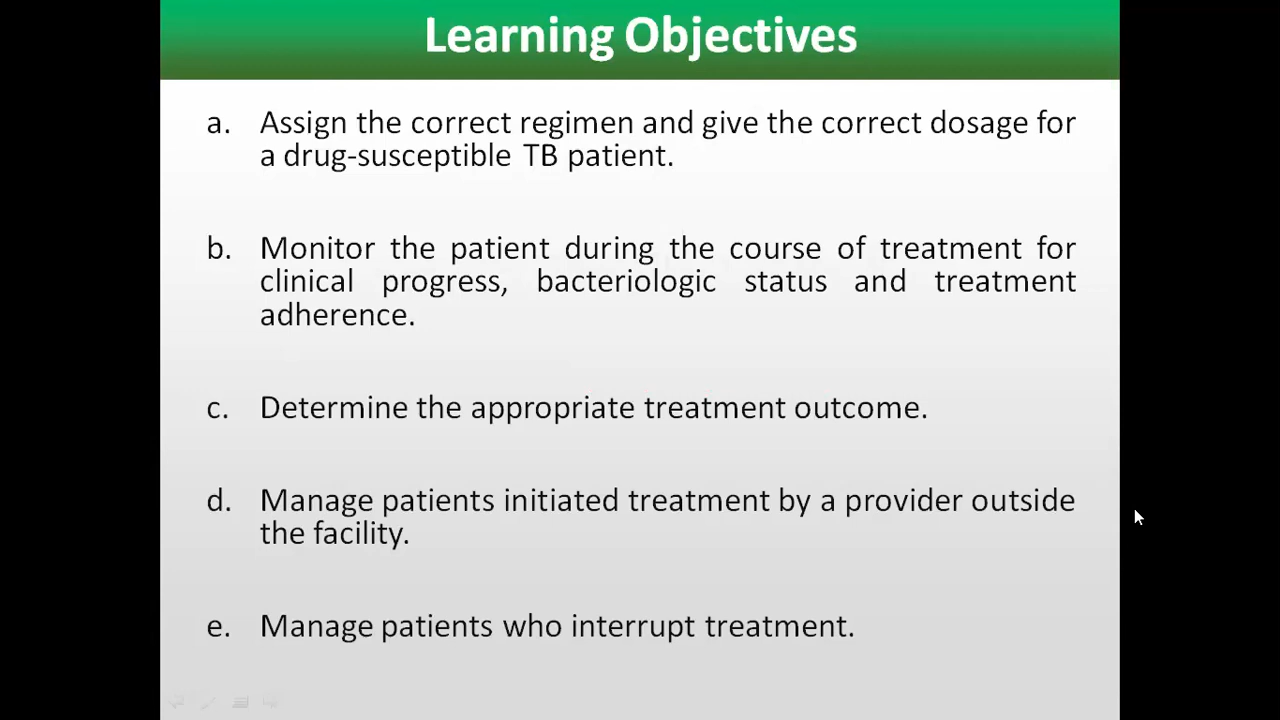 Learning Objectives
a. Assign the correct regimen and give the correct dosage for
a drug-susceptible TB patient.
b. Monitor the patient during the course of treatment for
clinical progress, bacteriologic status and treatment
adherence.
c. Determine the appropriate treatment outcome.
d. Manage patients initiated treatment by a provider outside
the facility.
e. Manage patients who interrupt treatment.